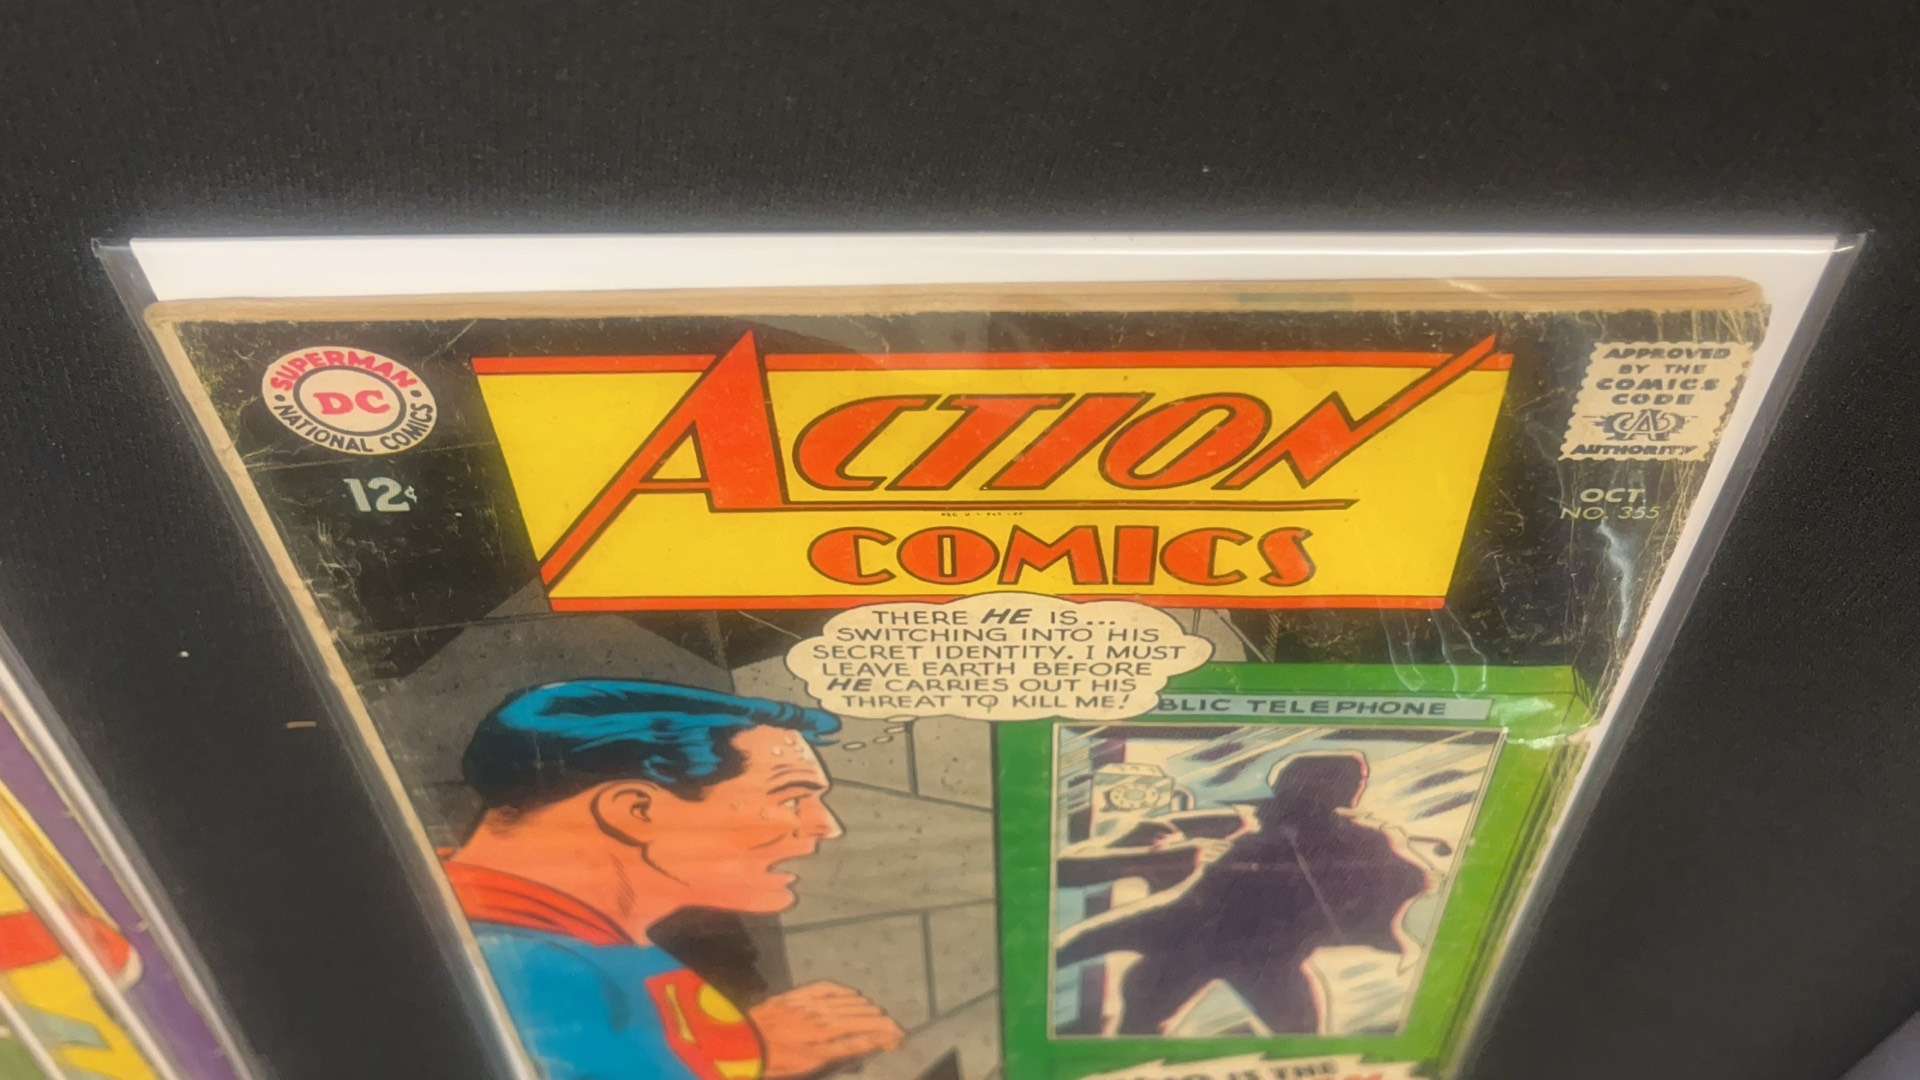 SUPERMAN
DC
NATIONAL COMICS
12¢
ACTION
COMICS
APPROVED
BY THE
COMICS
CODE
AUTHORITY
OCT.
NO. 355
THERE HE IS...
SWITCHING INTO HIS
SECRET IDENTITY. I MUST
LEAVE EARTH BEFORE
HE CARRIES OUT HIS
THREAT TO KILL ME!
BLIC TELEPHONE
IS THE